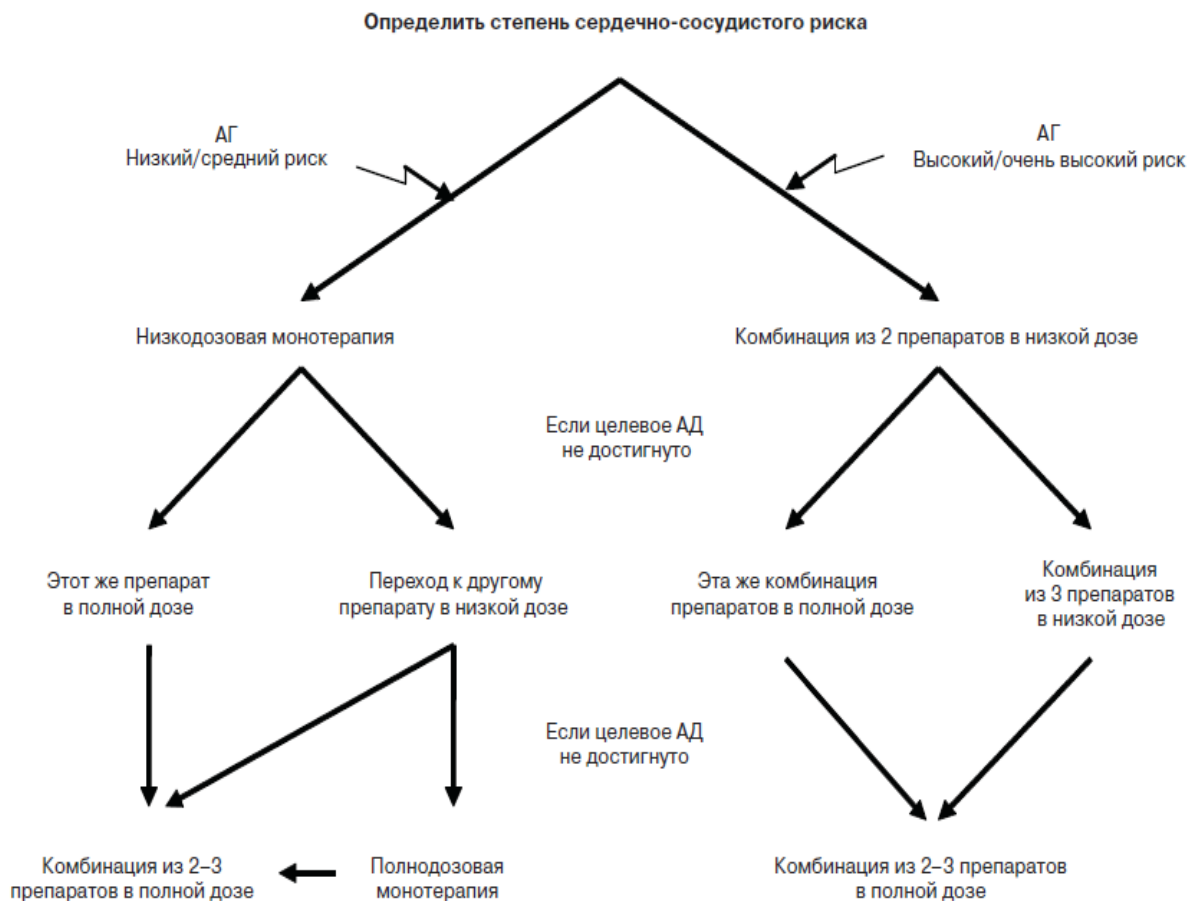 Определить степень сердечно-сосудистого риска
АГ
Низкий/средний риск
АГ
Высокий/очень высокий риск
Низкодозовая монотерапия
Комбинация из 2 препаратов в низкой дозе
Если целевое АД
не достигнуто
Этот же препарат
в полной дозе
Переход к другому
препарату в низкой дозе
Эта же комбинация
препаратов в полной дозе
Комбинация
из 3 препаратов
в низкой дозе
Если целевое АД
не достигнуто
Комбинация из 2–3
препаратов в полной дозе
Полнодозовая
монотерапия
Комбинация из 2–3 препаратов
в полной дозе